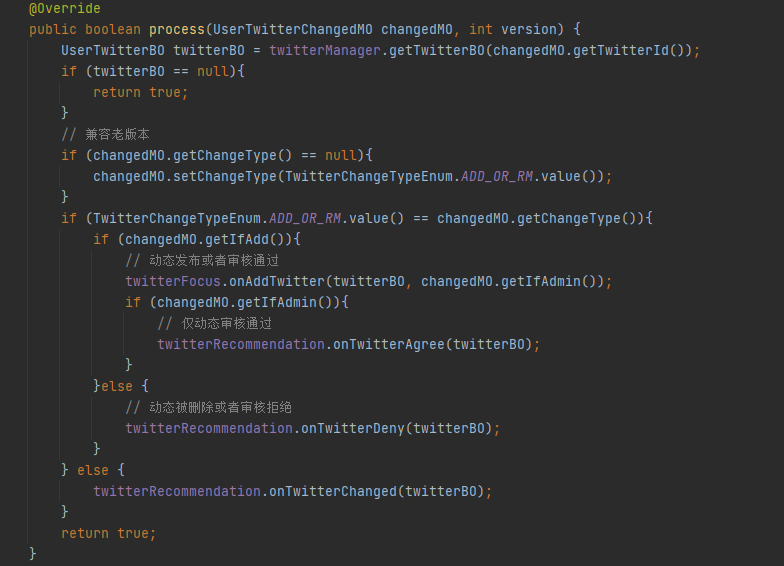 @Override
public boolean process(UserTwitterChangedMO changedMO, int version) {
    UserTwitterBO twitterBO = twitterManager.getTwitterBO(changedMO.getTwitterId());
    if (twitterBO == null){
        return true;
    }
    // 兼容老版本
    if (changedMO.getChangeType() == null){
        changedMO.setChangeType(TwitterChangeTypeEnum.ADD_OR_RM.value());
    }
    if (TwitterChangeTypeEnum.ADD_OR_RM.value() == changedMO.getChangeType()){
        if (changedMO.getIfAdd()){
            // 动态发布或者审核通过
            twitterFocus.onAddTwitter(twitterBO, changedMO.getIfAdmin());
            if (changedMO.getIfAdmin()){
                // 仅动态审核通过
                twitterRecommendation.onTwitterAgree(twitterBO);
            }
        }else {
            // 动态被删除或者审核拒绝
            twitterRecommendation.onTwitterDeny(twitterBO);
        }
    } else {
        twitterRecommendation.onTwitterChanged(twitterBO);
    }
    return true;
}